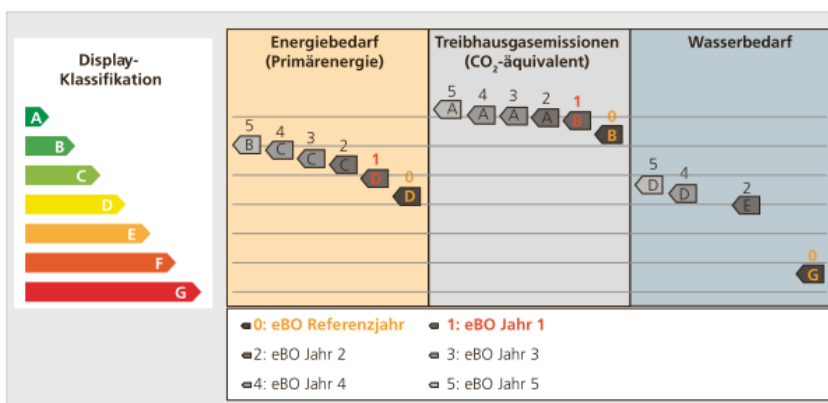 Display-
Klassifikation
A
B
C
D
E
F
G
Energiebedarf
(Primärenergie)
5 4 3 2 1 0
B C C C D D
Treibhausgasemissionen
(CO₂-äquivalent)
5 4 3 2 1 0
A A A A B B
Wasserbedarf
5 4 2 0
D D E G
0: eBO Referenzjahr
1: eBO Jahr 1
2: eBO Jahr 2
3: eBO Jahr 3
4: eBO Jahr 4
5: eBO Jahr 5